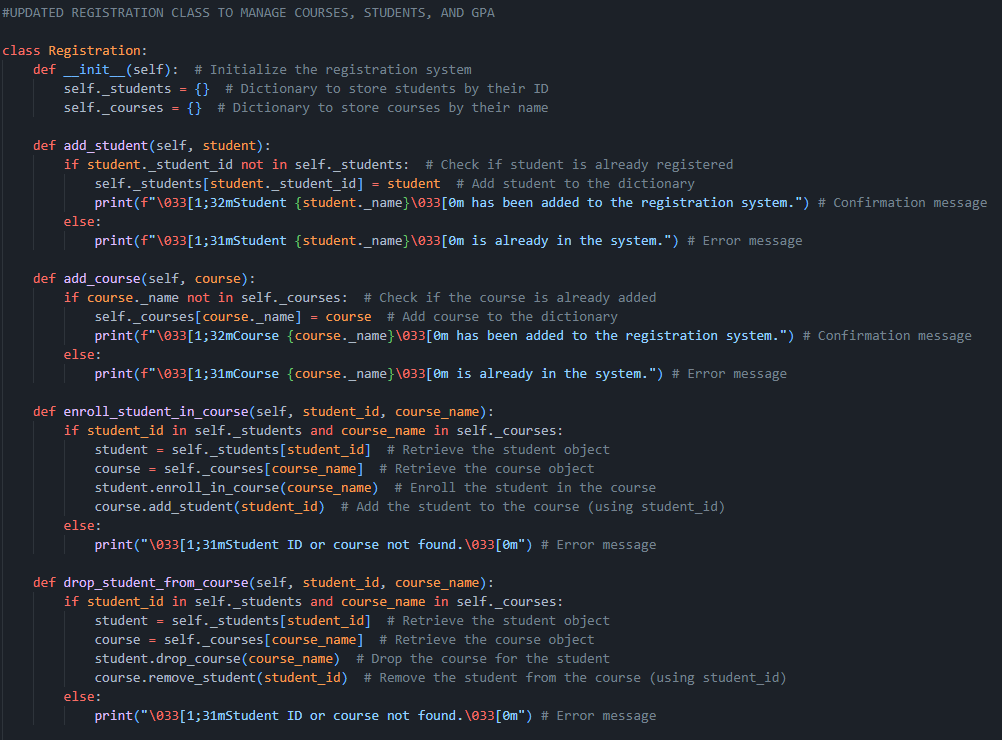 #UPDATED REGISTRATION CLASS TO MANAGE COURSES, STUDENTS, AND GPA

class Registration:
    def __init__(self):  # Initialize the registration system
        self._students = {}  # Dictionary to store students by their ID
        self._courses = {}  # Dictionary to store courses by their name

    def add_student(self, student):
        if student._student_id not in self._students:  # Check if student is already registered
            self._students[student._student_id] = student  # Add student to the dictionary
            print(f"\033[1;32mStudent {student._name}\033[0m has been added to the registration system.") # Confirmation message
        else:
            print(f"\033[1;31mStudent {student._name}\033[0m is already in the system.") # Error message

    def add_course(self, course):
        if course._name not in self._courses:  # Check if the course is already added
            self._courses[course._name] = course  # Add course to the dictionary
            print(f"\033[1;32mCourse {course._name}\033[0m has been added to the registration system.") # Confirmation message
        else:
            print(f"\033[1;31mCourse {course._name}\033[0m is already in the system.") # Error message

    def enroll_student_in_course(self, student_id, course_name):
        if student_id in self._students and course_name in self._courses:
            student = self._students[student_id]  # Retrieve the student object
            course = self._courses[course_name]  # Retrieve the course object
            student.enroll_in_course(course_name)  # Enroll the student in the course
            course.add_student(student_id)  # Add the student to the course (using student_id)
        else:
            print("\033[1;31mStudent ID or course not found.\033[0m") # Error message

    def drop_student_from_course(self, student_id, course_name):
        if student_id in self._students and course_name in self._courses:
            student = self._students[student_id]  # Retrieve the student object
            course = self._courses[course_name]  # Retrieve the course object
            student.drop_course(course_name)  # Drop the course for the student
            course.remove_student(student_id)  # Remove the student from the course (using student_id)
        else:
            print("\033[1;31mStudent ID or course not found.\033[0m") # Error message